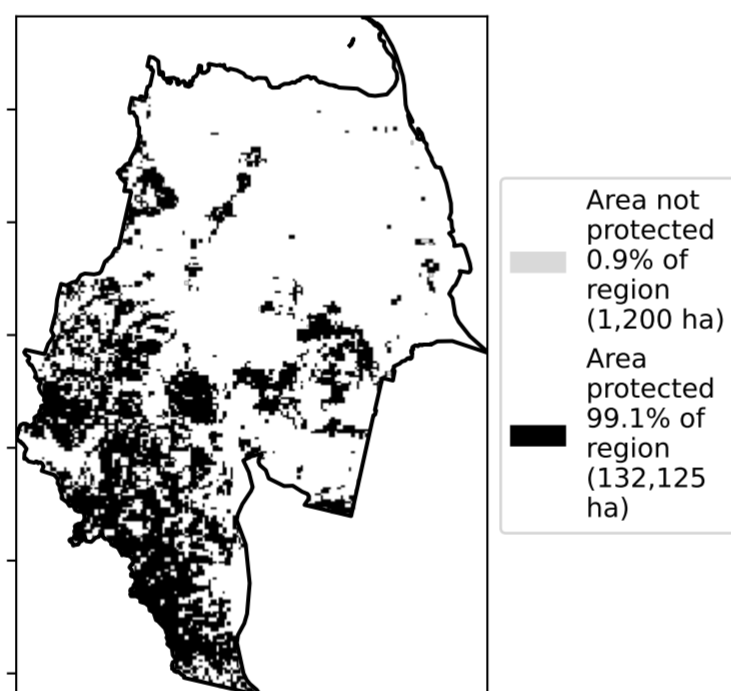 Area not
protected
0.9% of
region
(1,200 ha)
Area
protected
99.1% of
region
(132,125
ha)